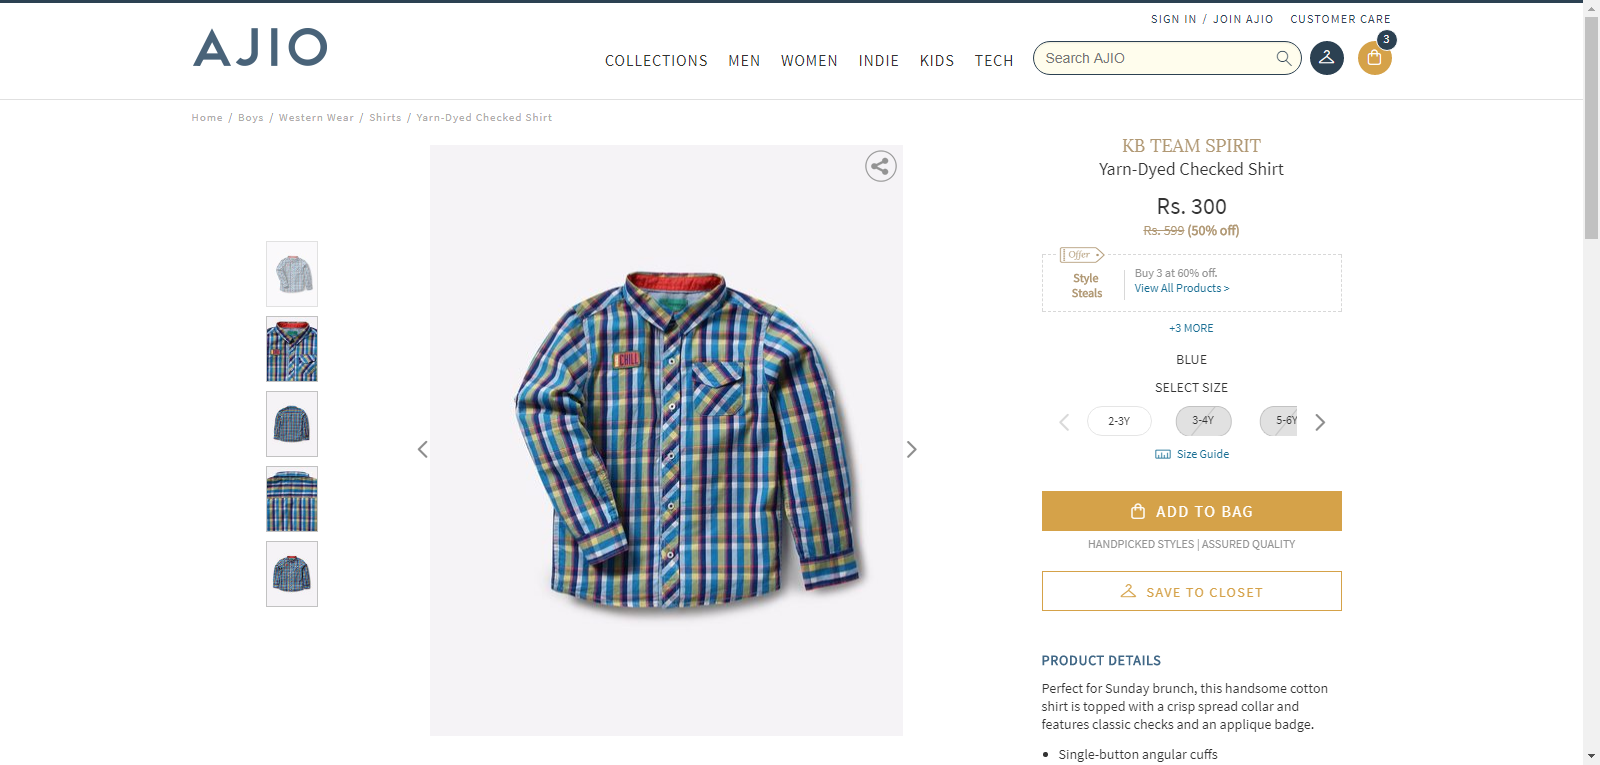 SIGN IN / JOIN AJIO CUSTOMER CARE
AJIO
COLLECTIONS MEN WOMEN INDIE KIDS TECH
Search AJIO
3
Home / Boys / Western Wear / Shirts / Yarn-Dyed Checked Shirt
CHILL
KB TEAM SPIRIT
Yarn-Dyed Checked Shirt
Rs. 300
Rs. 599 (50% off)
Offer
Style
Steals
Buy 3 at 60% off.
View All Products >
+3 MORE
BLUE
SELECT SIZE
2-3Y 3-4Y 5-6Y
Size Guide
ADD TO BAG
HANDPICKED STYLES | ASSURED QUALITY
SAVE TO CLOSET
PRODUCT DETAILS
Perfect for Sunday brunch, this handsome cotton
shirt is topped with a crisp spread collar and
features classic checks and an applique badge.
• Single-button angular cuffs